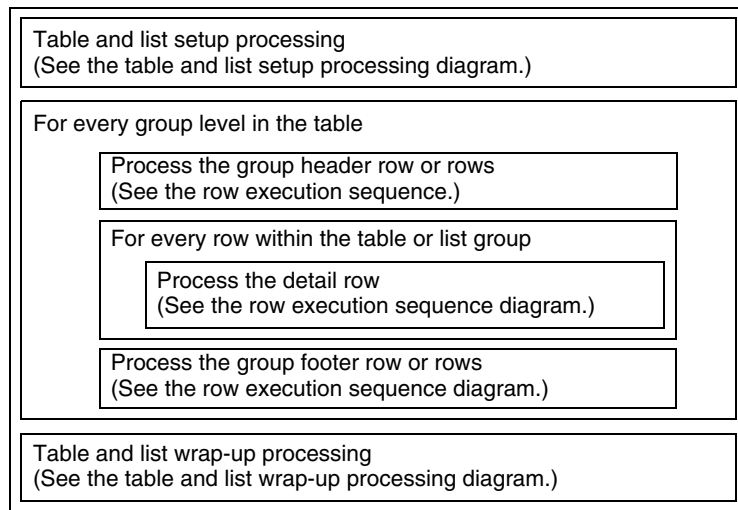 Table and list setup processing
(See the table and list setup processing diagram.)
For every group level in the table
Process the group header row or rows
(See the row execution sequence.)
For every row within the table or list group
Process the detail row
(See the row execution sequence diagram.)
Process the group footer row or rows
(See the row execution sequence diagram.)
Table and list wrap-up processing
(See the table and list wrap-up processing diagram.)